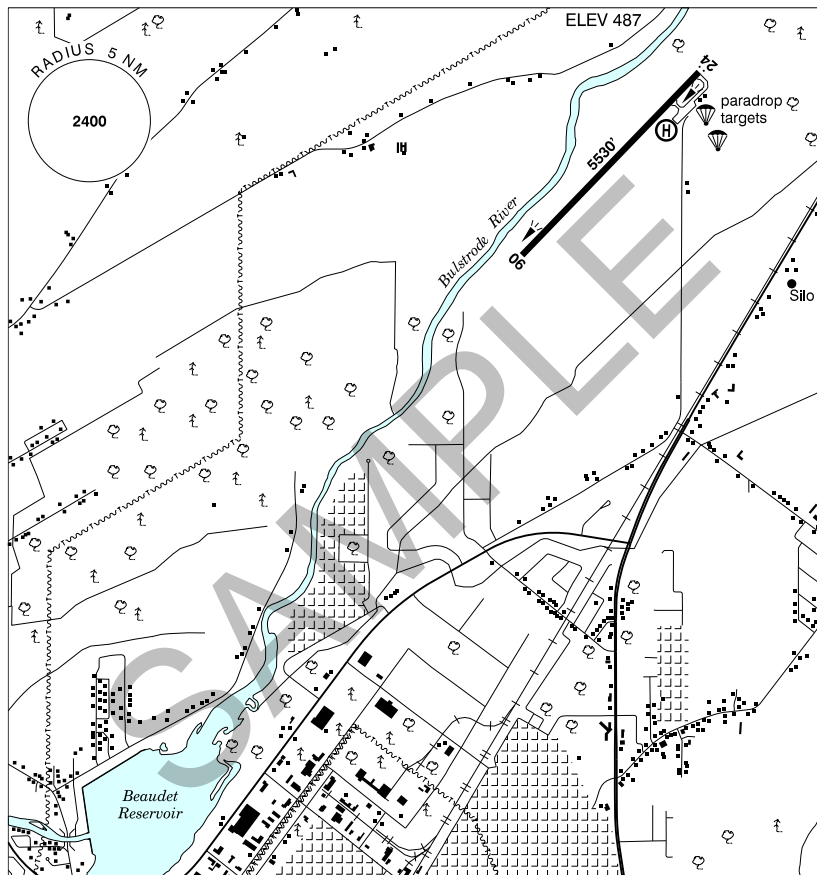 ELEV 487
RADIUS 5 NM
2400
24
paradrop
targets
H
5530'
06
Bulstrode River
Silo
SAMPLE
Beaudet
Reservoir